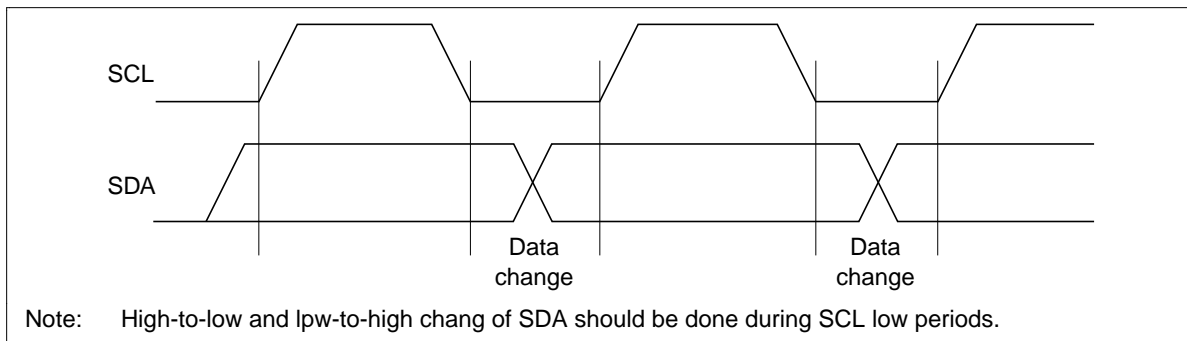 SCL
SDA
Data
change
Data
change
Note: High-to-low and lpw-to-high chang of SDA should be done during SCL low periods.